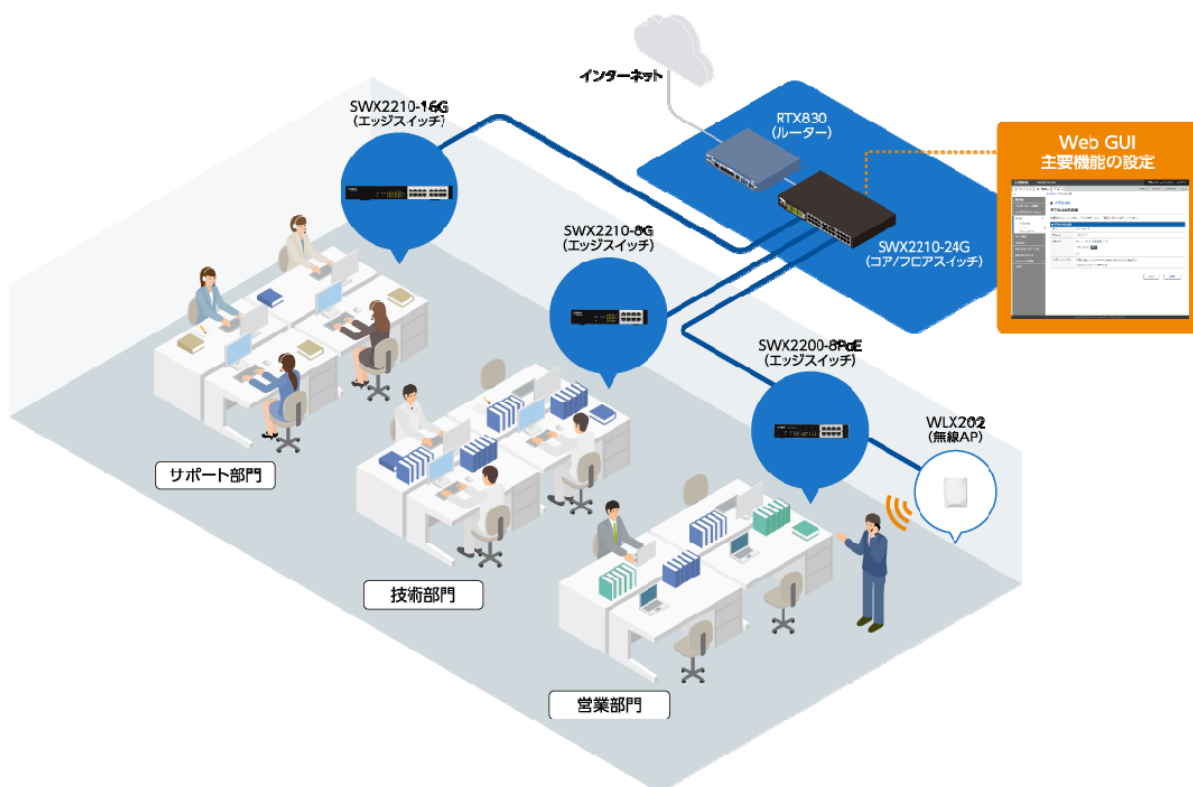 インターネット
SWX2210-16G
(エッジスイッチ)
RTX830
(ルーター)
Web GUI
主要機能の設定
SWX2210-8G
(エッジスイッチ)
SWX2210-24G
(コア/フロアスイッチ)
SWX2200-8PoE
(エッジスイッチ)
WLX202
(無線AP)
サポート部門
技術部門
営業部門